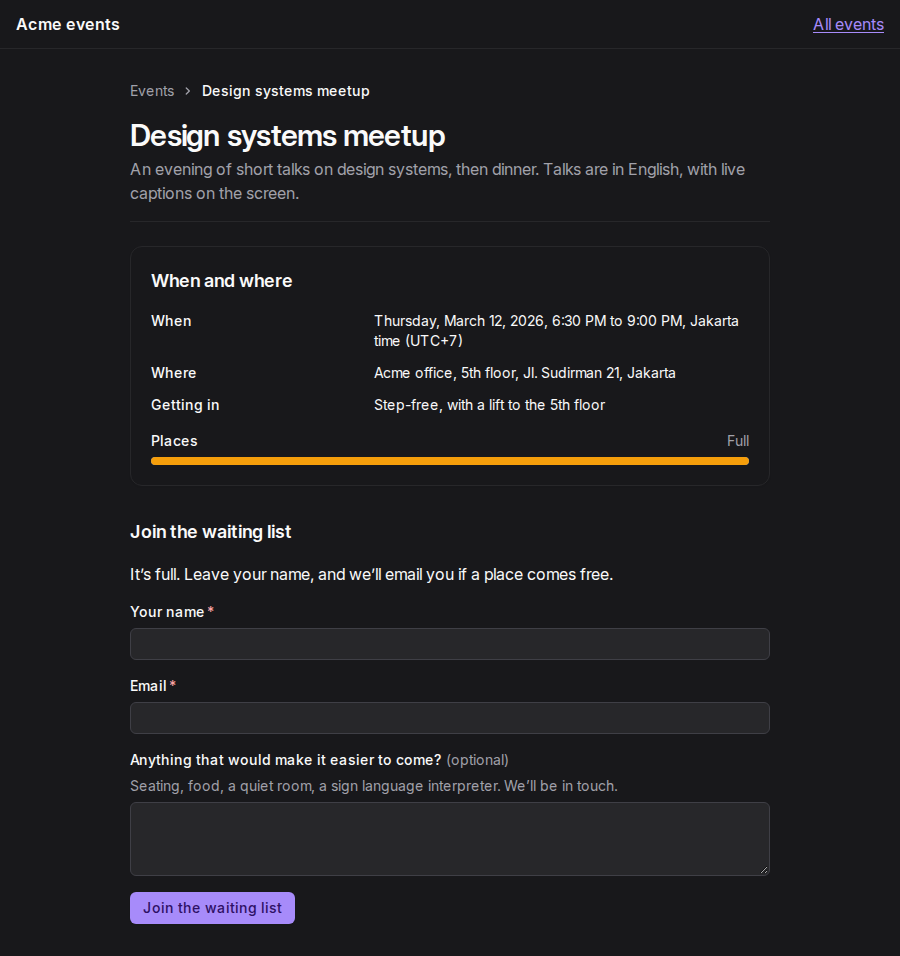 Acme events
All events
Events > Design systems meetup
Design systems meetup
An evening of short talks on design systems, then dinner. Talks are in English, with live
captions on the screen.
When and where
When
Thursday, March 12, 2026, 6:30 PM to 9:00 PM, Jakarta
time (UTC+7)
Where
Acme office, 5th floor, Jl. Sudirman 21, Jakarta
Getting in
Step-free, with a lift to the 5th floor
Places
Full
Join the waiting list
It’s full. Leave your name, and we’ll email you if a place comes free.
Your name *
Email *
Anything that would make it easier to come? (optional)
Seating, food, a quiet room, a sign language interpreter. We’ll be in touch.
Join the waiting list